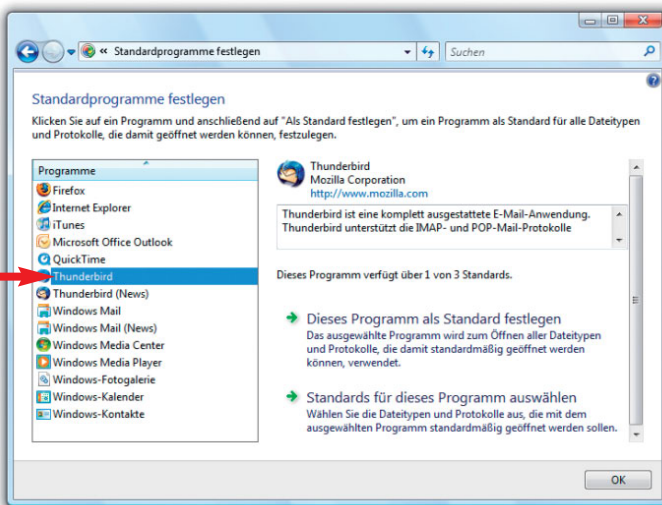 « Standardprogramme festlegen
Suchen
Standardprogramme festlegen
Klicken Sie auf ein Programm und anschließend auf "Als Standard festlegen", um ein Programm als Standard für alle Dateitypen
und Protokolle, die damit geöffnet werden können, festzulegen.
Programme
Firefox
Internet Explorer
iTunes
Microsoft Office Outlook
QuickTime
Thunderbird
Thunderbird (News)
Windows Mail
Windows Mail (News)
Windows Media Center
Windows Media Player
Windows-Fotogalerie
Windows-Kalender
Windows-Kontakte
Thunderbird
Mozilla Corporation
http://www.mozilla.com
Thunderbird ist eine komplett ausgestattete E-Mail-Anwendung.
Thunderbird unterstützt die IMAP- und POP-Mail-Protokolle
Dieses Programm verfügt über 1 von 3 Standards.
Dieses Programm als Standard festlegen
Das ausgewählte Programm wird zum Öffnen aller Dateitypen
und Protokolle, die damit standardmäßig geöffnet werden
können, verwendet.
Standards für dieses Programm auswählen
Wählen Sie die Dateitypen und Protokolle aus, die mit dem
ausgewählten Programm standardmäßig geöffnet werden sollen.
OK